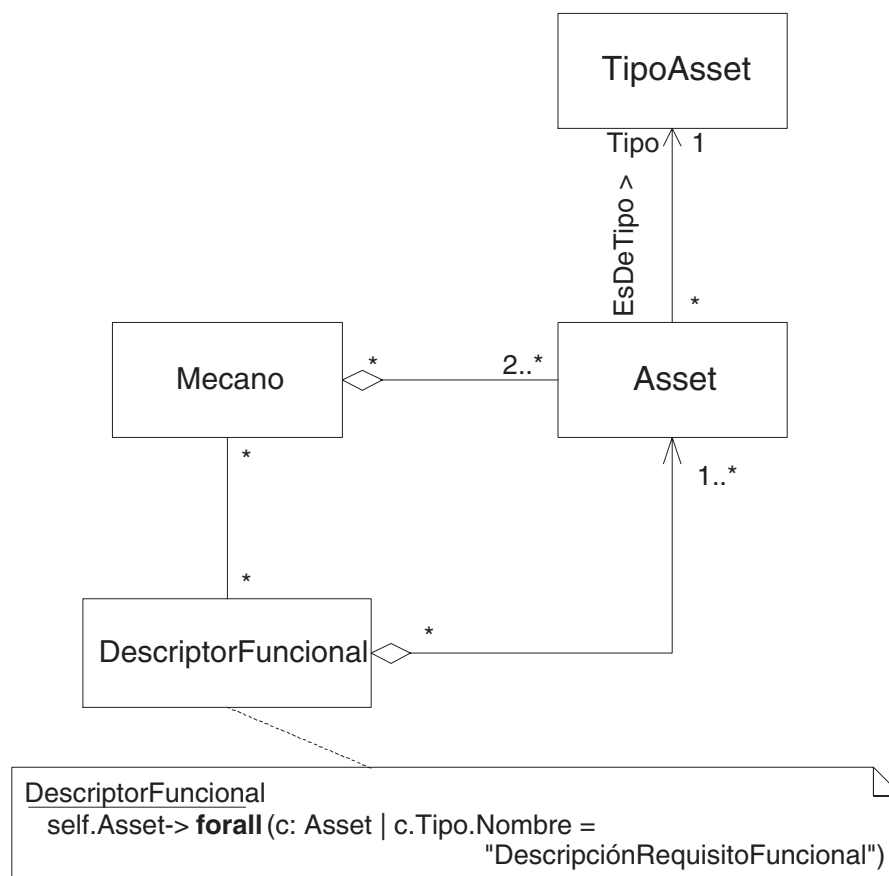 TipoAsset
Tipo 1
EsDeTipo >
*
Mecano
*
2..*
Asset
*
1..*
*
DescriptorFuncional
*
DescriptorFuncional
self.Asset-> forall (c: Asset | c.Tipo.Nombre =
"DescripciónRequisitoFuncional")